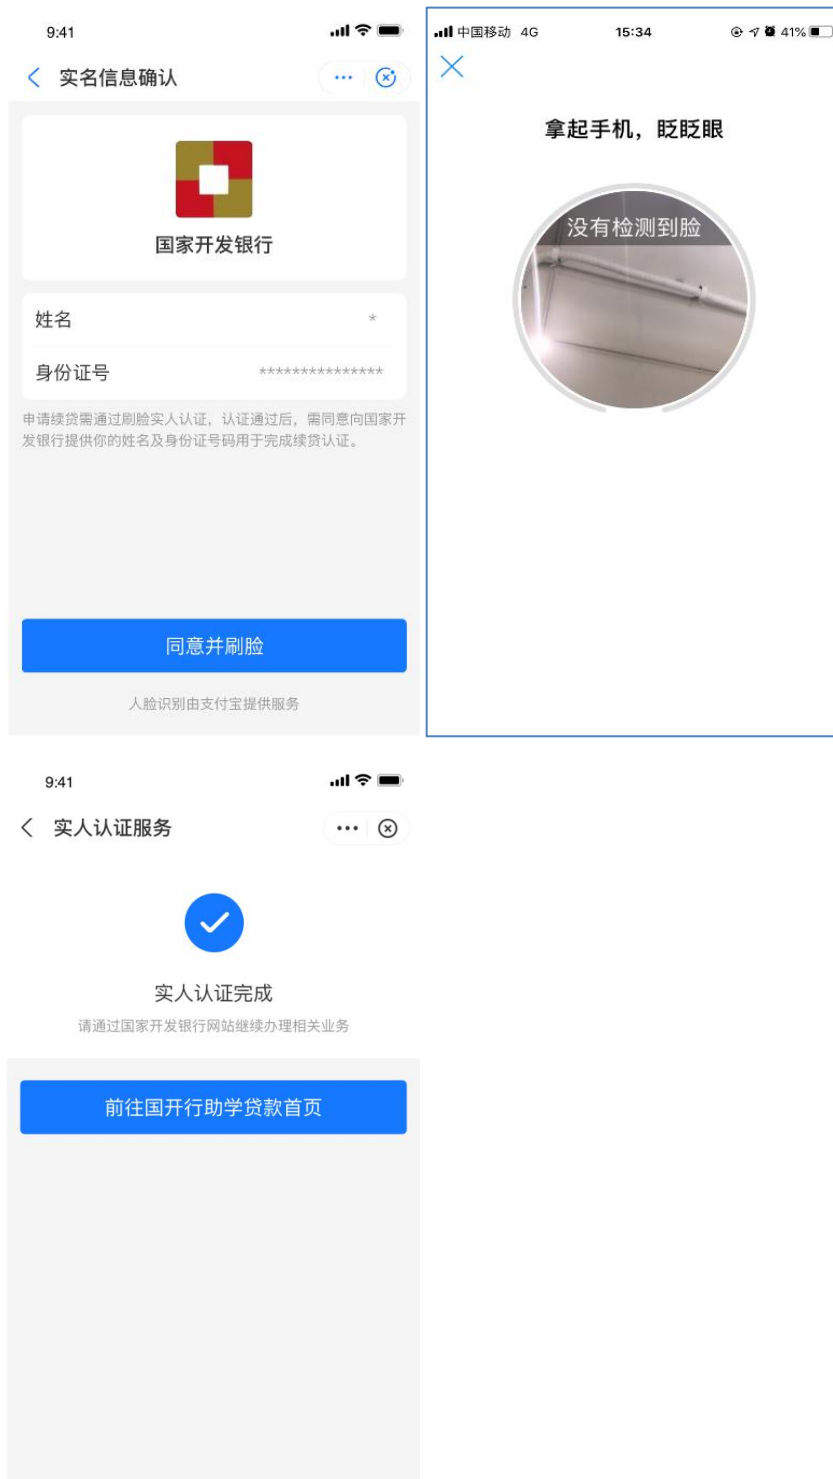 9:41
实名信息确认
国家开发银行
姓名 *
身份证号 ***************
申请续贷需通过刷脸实人认证，认证通过后，需同意向国家开
发银行提供你的姓名及身份证号码用于完成续贷认证。
同意并刷脸
人脸识别由支付宝提供服务
中国移动 4G 15:34 41%
拿起手机，眨眨眼
没有检测到脸
9:41
实人认证服务
实人认证完成
请通过国家开发银行网站继续办理相关业务
前往国开行助学贷款首页